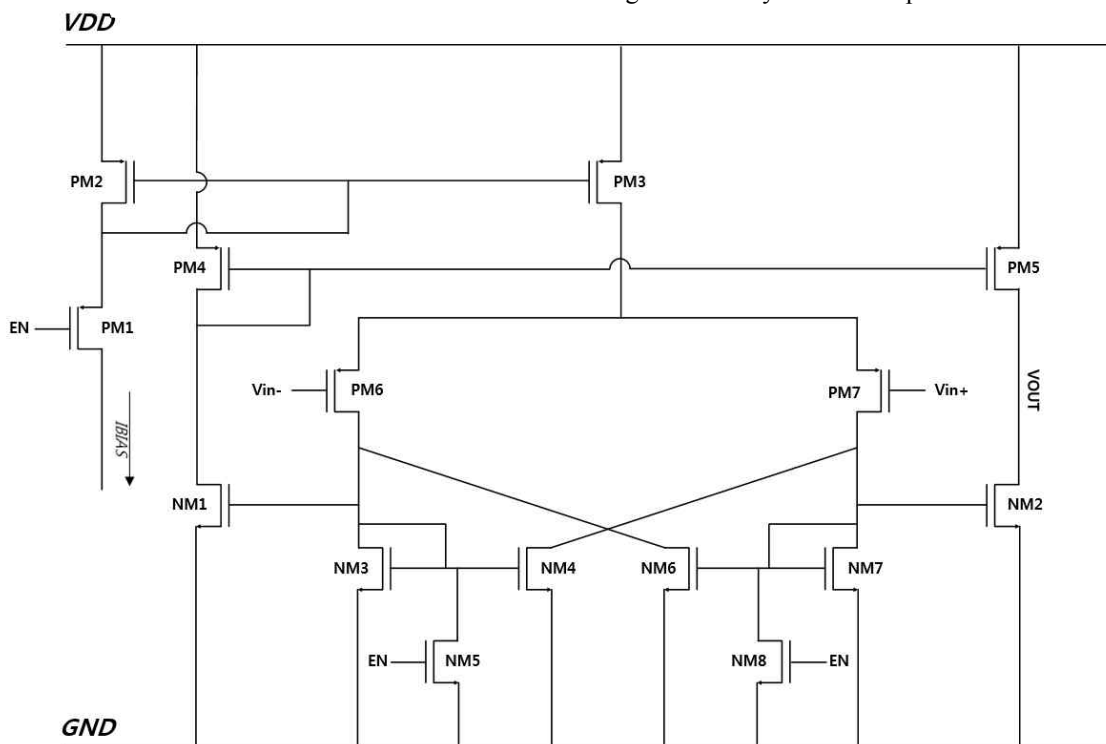 VDD
PM2
PM3
PM4
PM5
EN
PM1
Vin-
PM6
PM7
Vin+
VOUT
IBIAS
NM1
NM2
NM3
NM4
NM6
NM7
EN
NM5
NM8
EN
GND